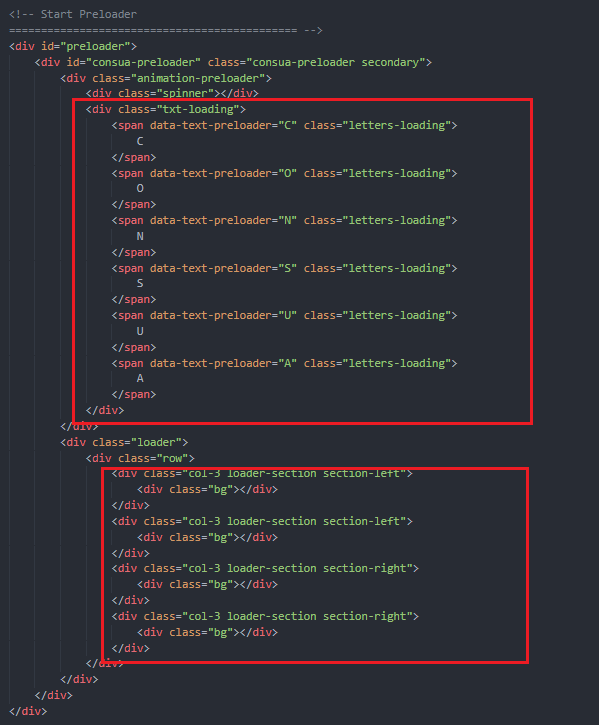 <!-- Start Preloader
============================================= -->
<div id="preloader">
<div id="consua-preloader" class="consua-preloader secondary">
<div class="animation-preloader">
<div class="spinner"></div>
<div class="txt-loading">
<span data-text-preloader="C" class="letters-loading">
C
</span>
<span data-text-preloader="O" class="letters-loading">
O
</span>
<span data-text-preloader="N" class="letters-loading">
N
</span>
<span data-text-preloader="S" class="letters-loading">
S
</span>
<span data-text-preloader="U" class="letters-loading">
U
</span>
<span data-text-preloader="A" class="letters-loading">
A
</span>
</div>
</div>
<div class="loader">
<div class="row">
<div class="col-3 loader-section section-left">
<div class="bg"></div>
</div>
<div class="col-3 loader-section section-left">
<div class="bg"></div>
</div>
<div class="col-3 loader-section section-right">
<div class="bg"></div>
</div>
<div class="col-3 loader-section section-right">
<div class="bg"></div>
</div>
</div>
</div>
</div>
</div>